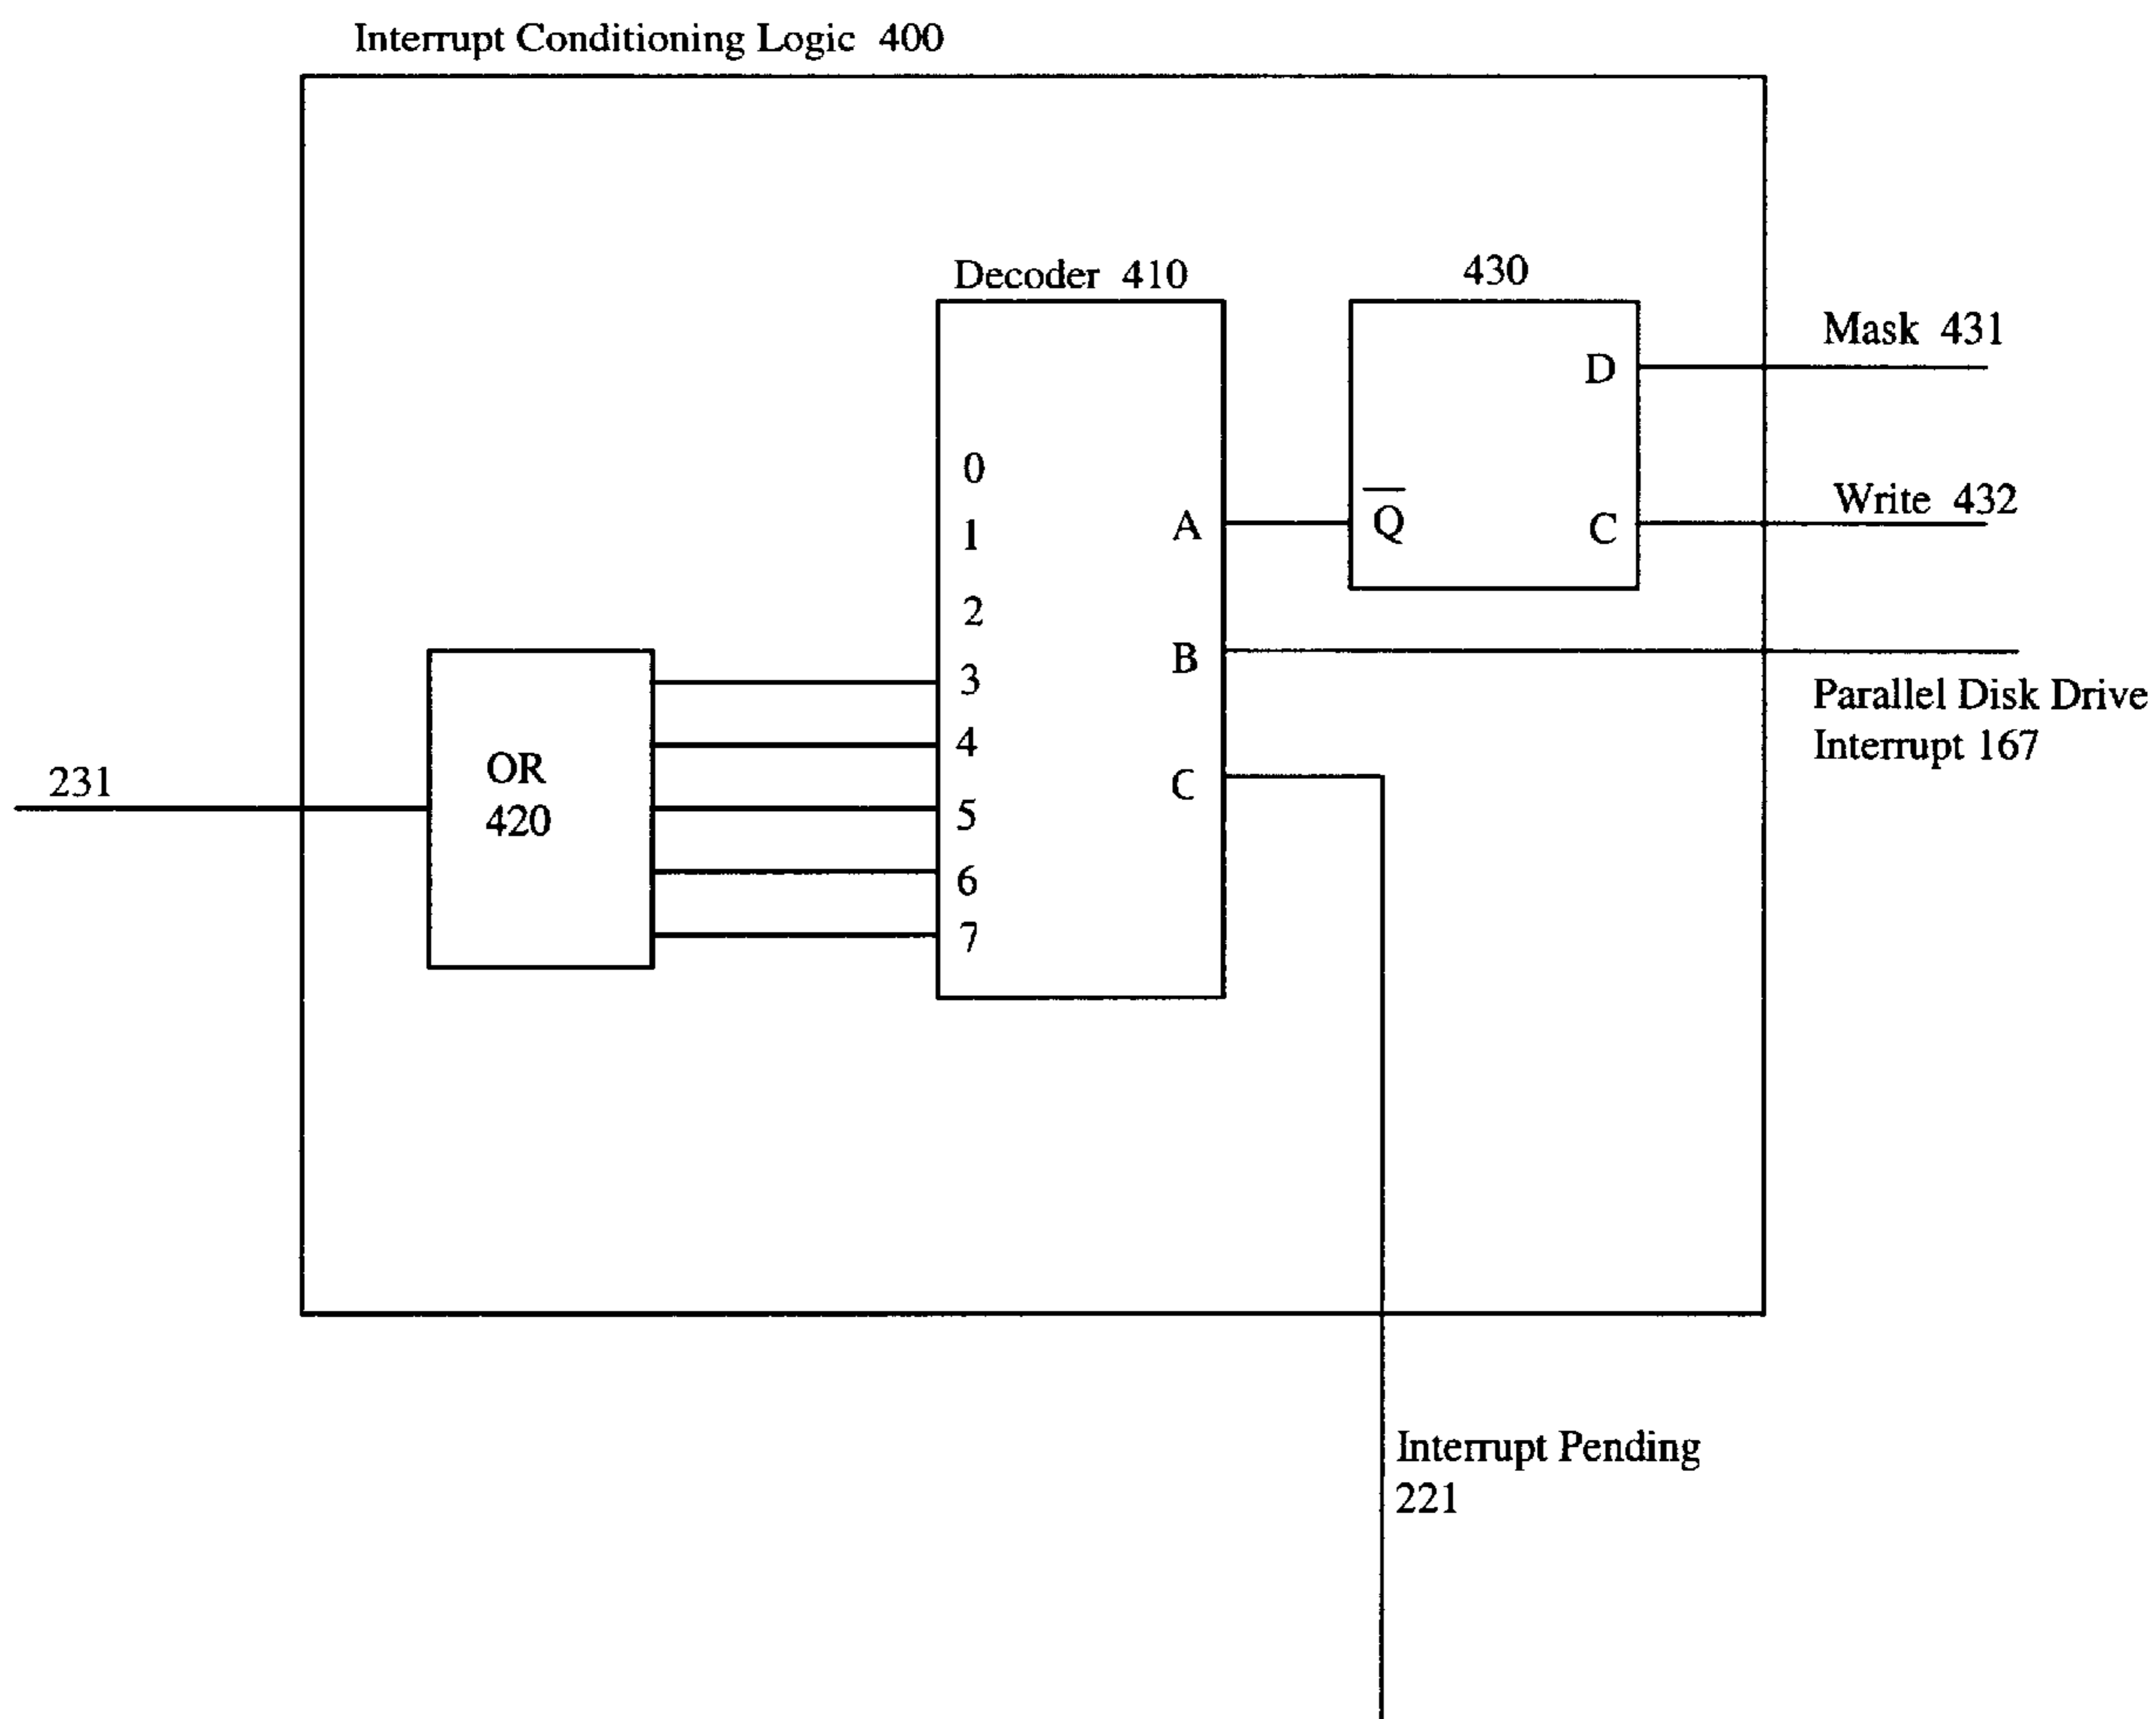 Interrupt Conditioning Logic 400
Decoder 410
430
Mask 431
D
0
Write 432
1
A
Q
C
2
B
3
Parallel Disk Drive
Interrupt 167
4
OR
420
231
C
5
6
7
Interrupt Pending
221